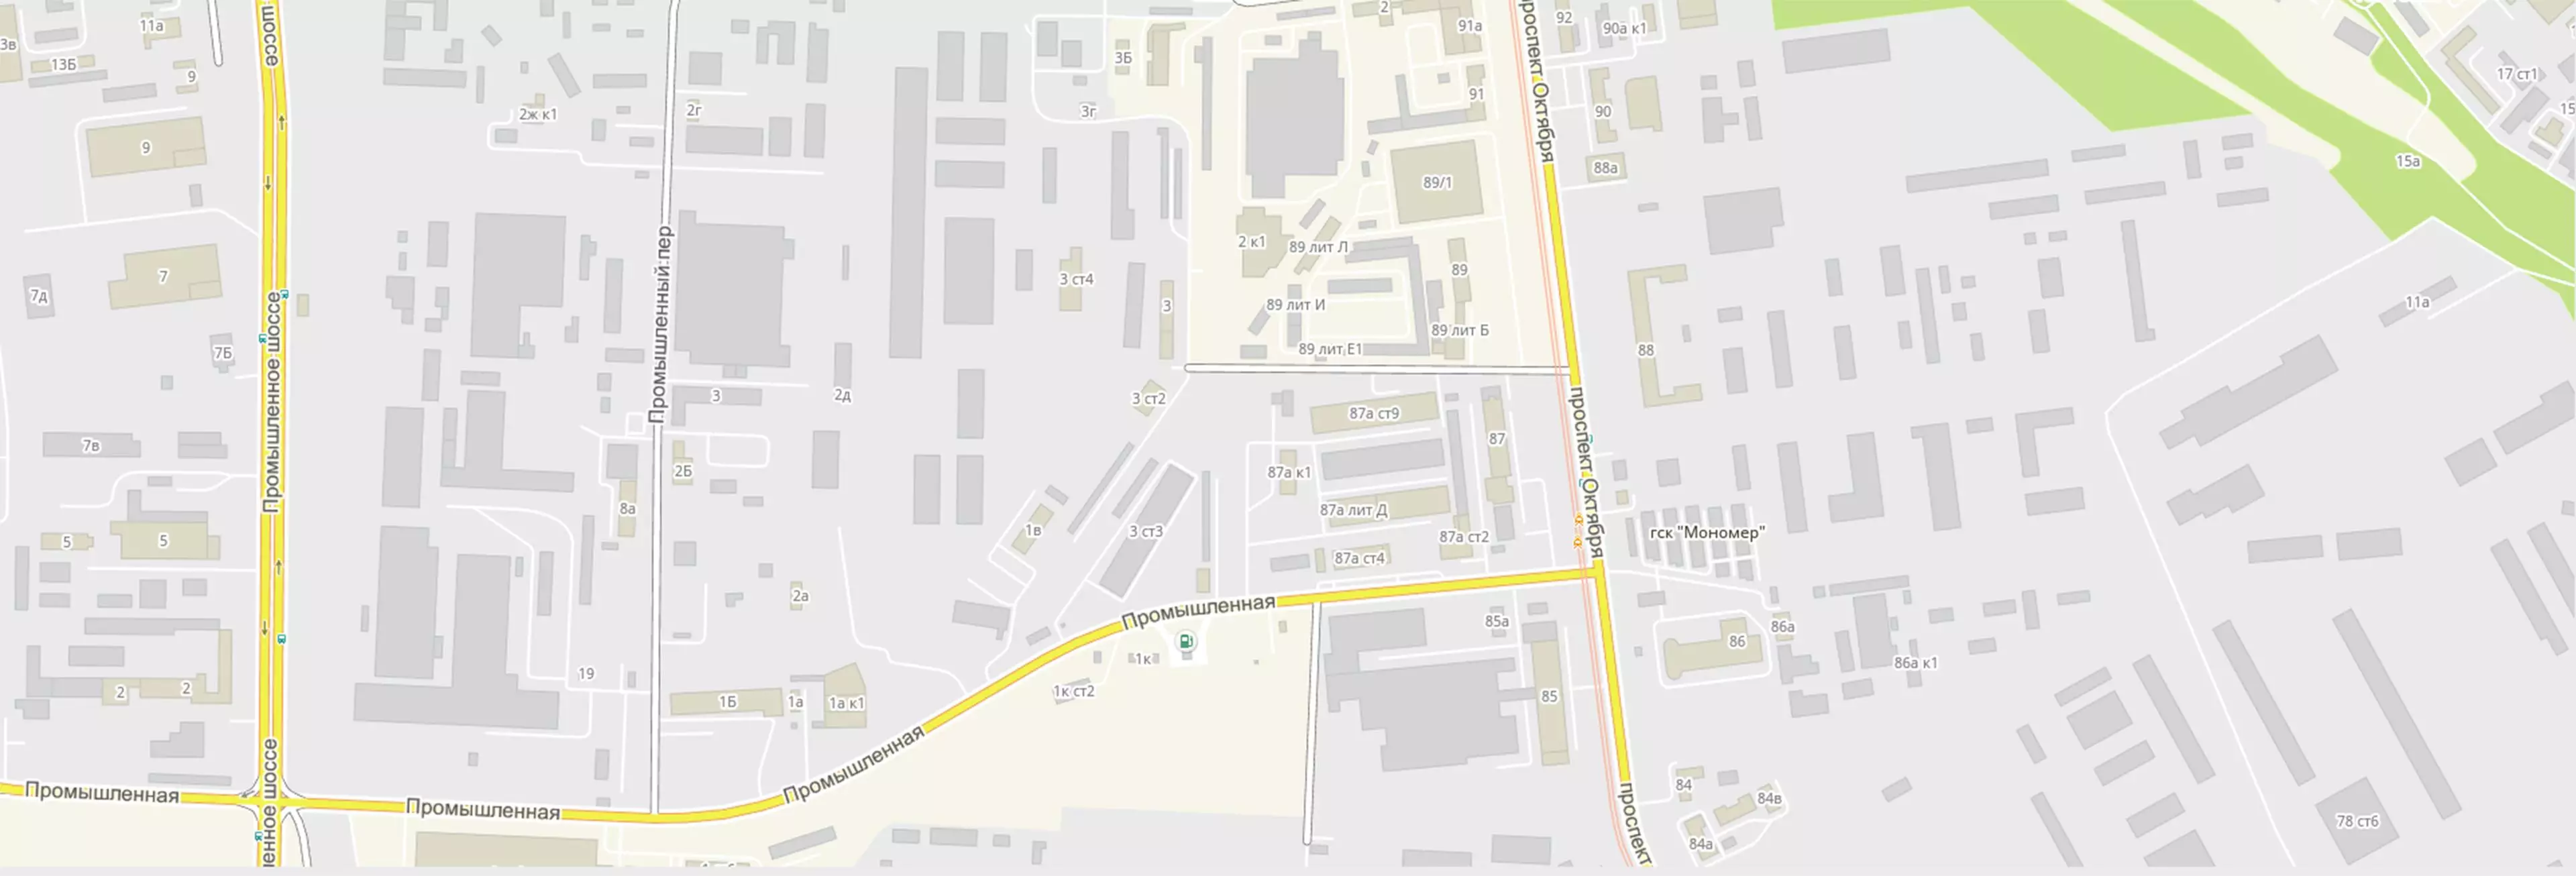 11а
3в
13Б
9
9
7
7д
7Б
7в
5
5
2
2
шоссе
Промышленное шоссе
Промышленная
Промышленная
Промышленный пер.
2ж к1
2г
3
2д
2Б
8а
2а
19
1Б
1а
1а к1
Промышленная
3Б
3г
3 ст4
3
3 ст2
1в
3 ст3
Промышленная
1к
1к ст2
2
91а
91
89/1
2 к1
89 лит Л
89
89 лит И
89 лит Б
89 лит Е1
87а ст9
87
87а к1
87а лит Д
87а ст2
87а ст4
85а
85
92
90а к1
90
88а
88
проспект Октября
проспект Октября
проспект
гск "Мономер"
86
86а
86а к1
84
84в
84а
17 ст1
15а
11а
78 ст6